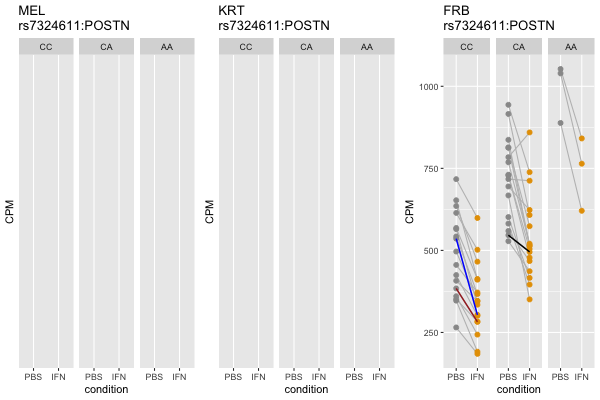 MEL
rs7324611:POSTN
CC CA AA
CPM
PBS IFN PBS IFN PBS IFN
condition
KRT
rs7324611:POSTN
CC CA AA
CPM
PBS IFN PBS IFN PBS IFN
condition
FRB
rs7324611:POSTN
CC CA AA
1000
750
500
250
CPM
PBS IFN PBS IFN PBS IFN
condition